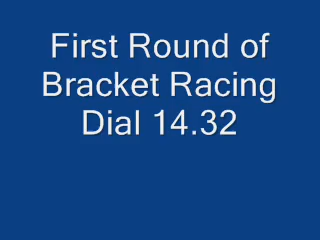 First Round of
Bracket Racing
Dial 14.32